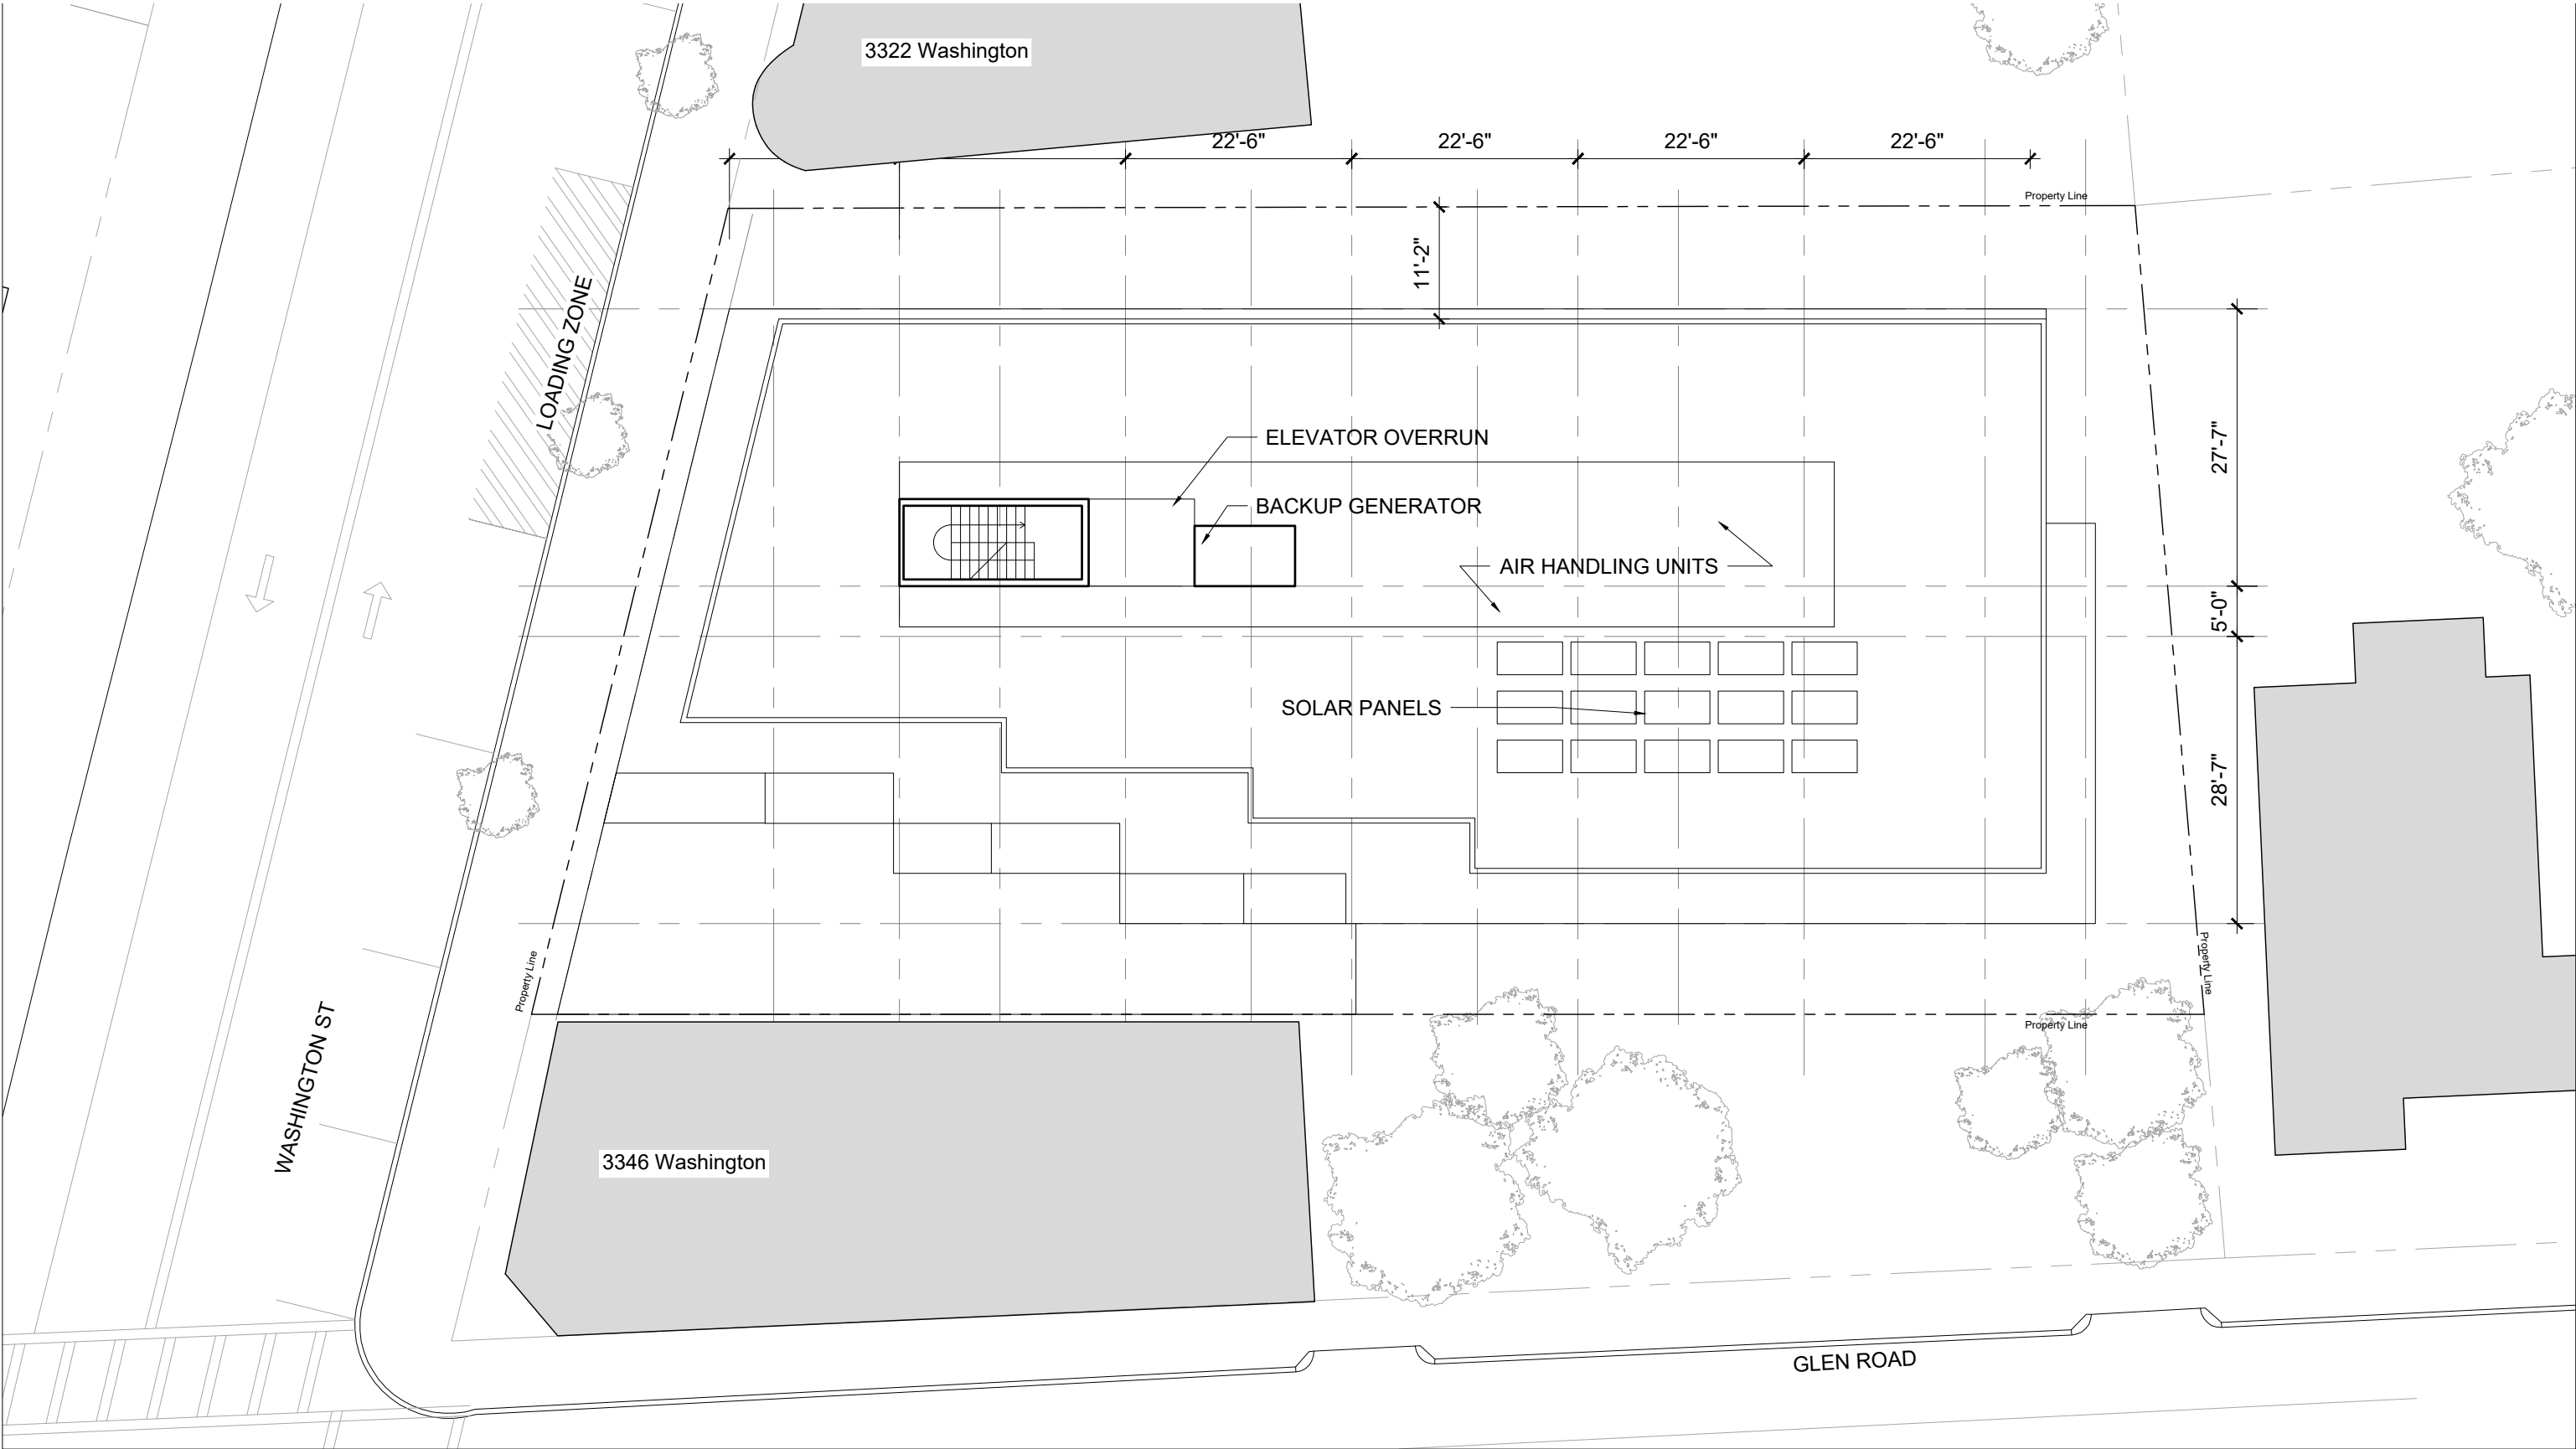 3322 Washington
22'-6"
22'-6"
22'-6"
22'-6"
Property Line
11'-2"
LOADING ZONE
27'-7"
ELEVATOR OVERRUN
BACKUP GENERATOR
AIR HANDLING UNITS
5'-0"
SOLAR PANELS
28'-7"
Property Line
Property Line
Property Line
WASHINGTON ST
3346 Washington
GLEN ROAD